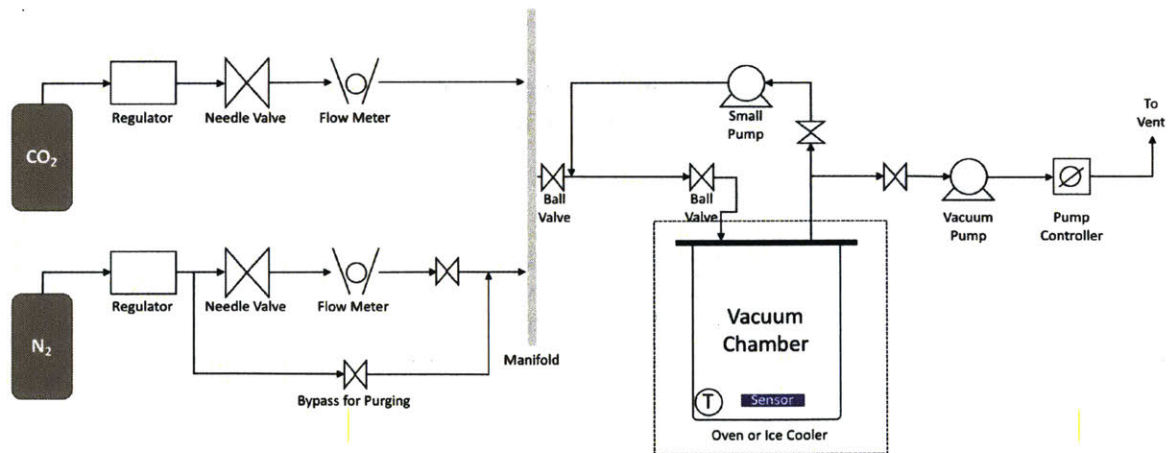 CO₂
Regulator
Needle Valve
Flow Meter
Small
Pump
To
Vent
Ball
Valve
Ball
Valve
Vacuum
Pump
Pump
Controller
N₂
Regulator
Needle Valve
Flow Meter
Manifold
Bypass for Purging
Vacuum
Chamber
T
Sensor
Oven or Ice Cooler